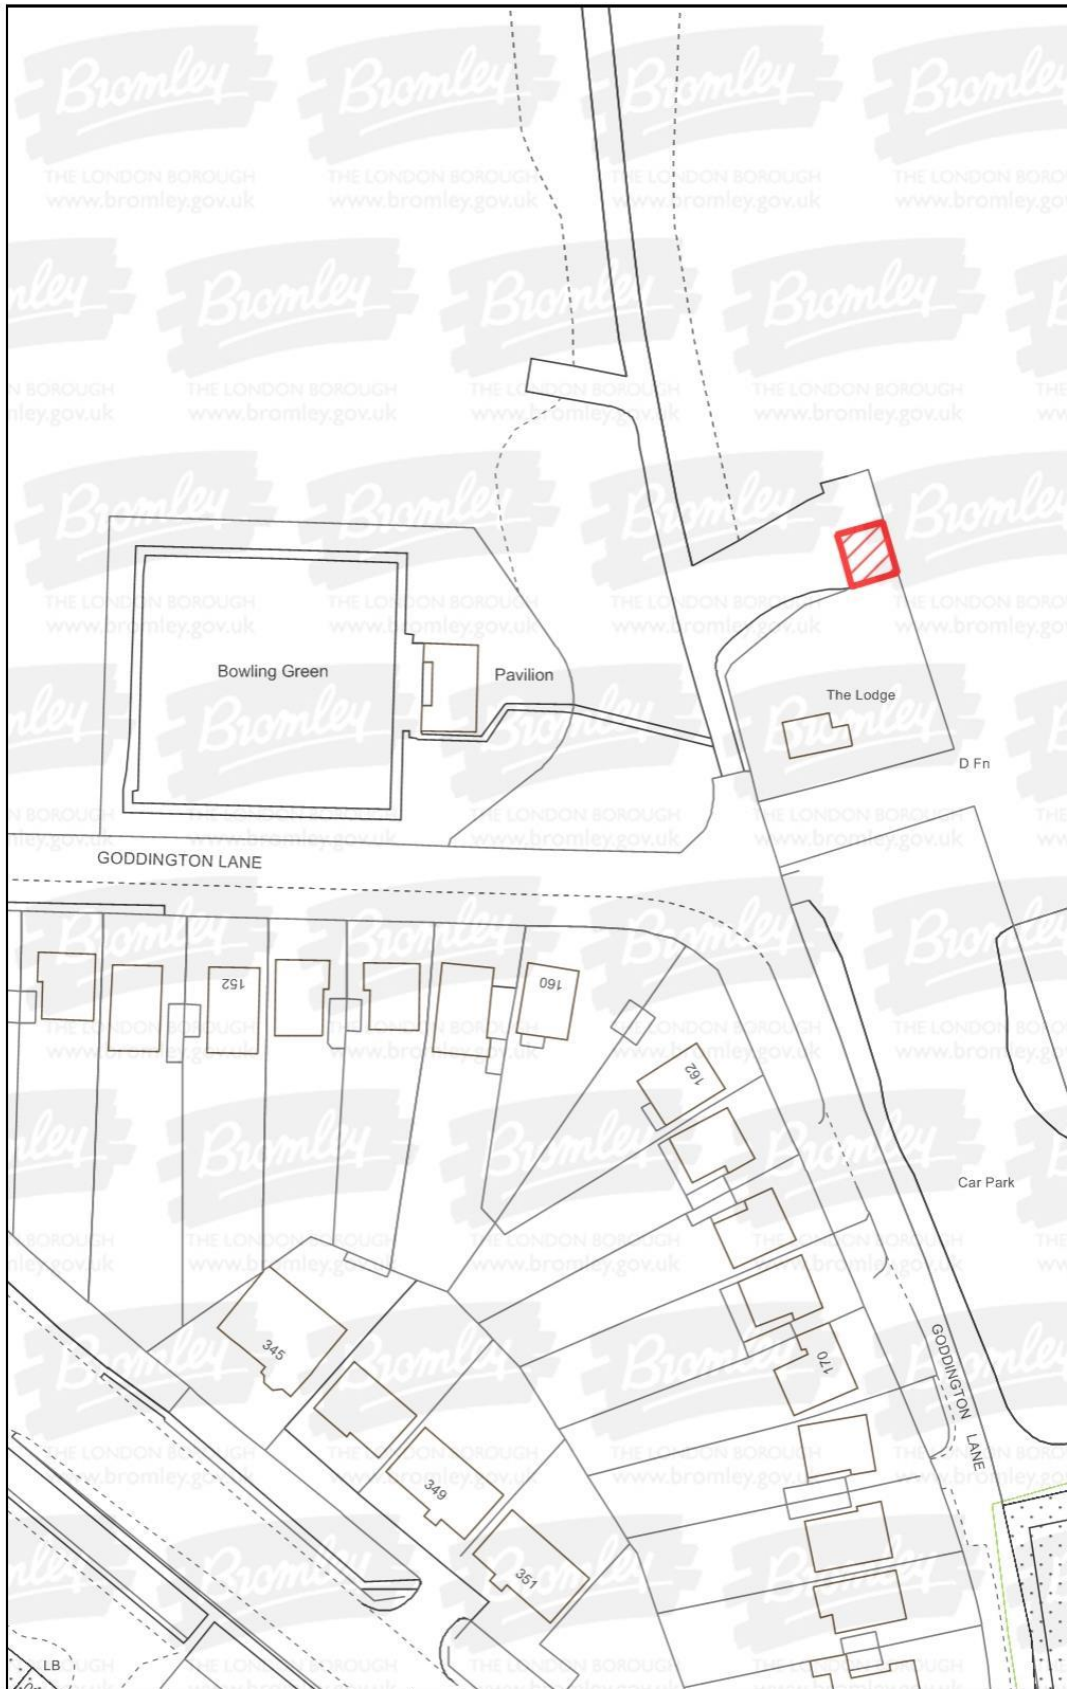 Bowling Green
Pavilion
The Lodge
D Fn
GODDINGTON LANE
152
160
162
Car Park
345
170
GODDINGTON LANE
349
351
LB
Bromley
THE LONDON BOROUGH
www.bromley.gov.uk